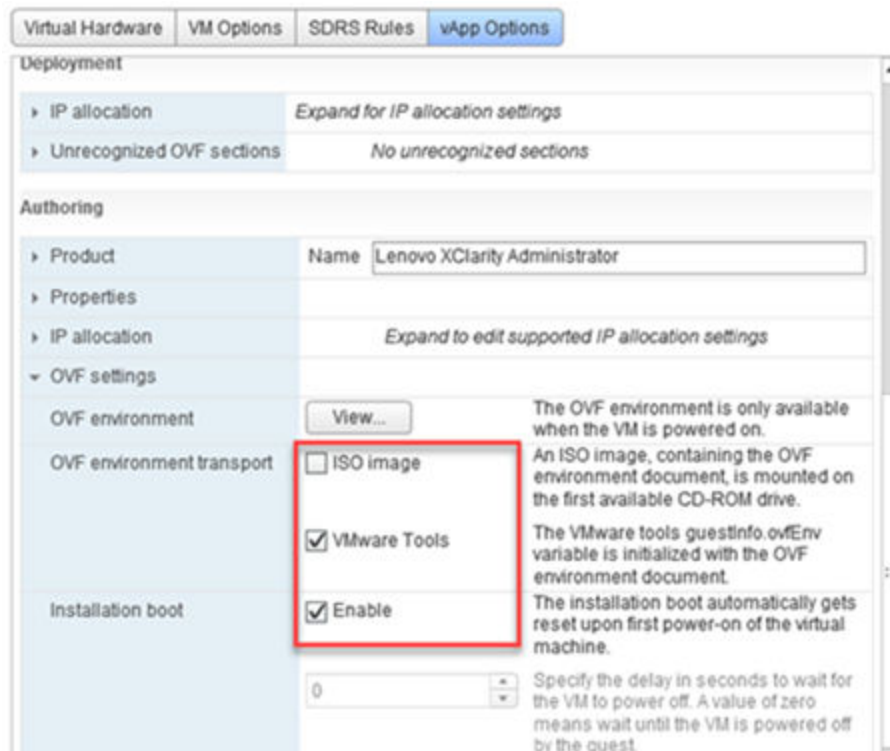 Virtual Hardware VM Options SDRS Rules vApp Options
Deployment
IP allocation Expand for IP allocation settings
Unrecognized OVF sections No unrecognized sections
Authoring
Product Name Lenovo XClarity Administrator
Properties
IP allocation Expand to edit supported IP allocation settings
OVF settings
OVF environment View... The OVF environment is only available
when the VM is powered on.
OVF environment transport ISO image An ISO image, containing the OVF
environment document, is mounted on
the first available CD-ROM drive.
VMware Tools The VMware tools guestInfo.ovfEnv
variable is initialized with the OVF
environment document.
Installation boot Enable The installation boot automatically gets
reset upon first power-on of the virtual
machine.
0 Specify the delay in seconds to wait for
the VM to power off. A value of zero
means wait until the VM is powered off
by the guest.